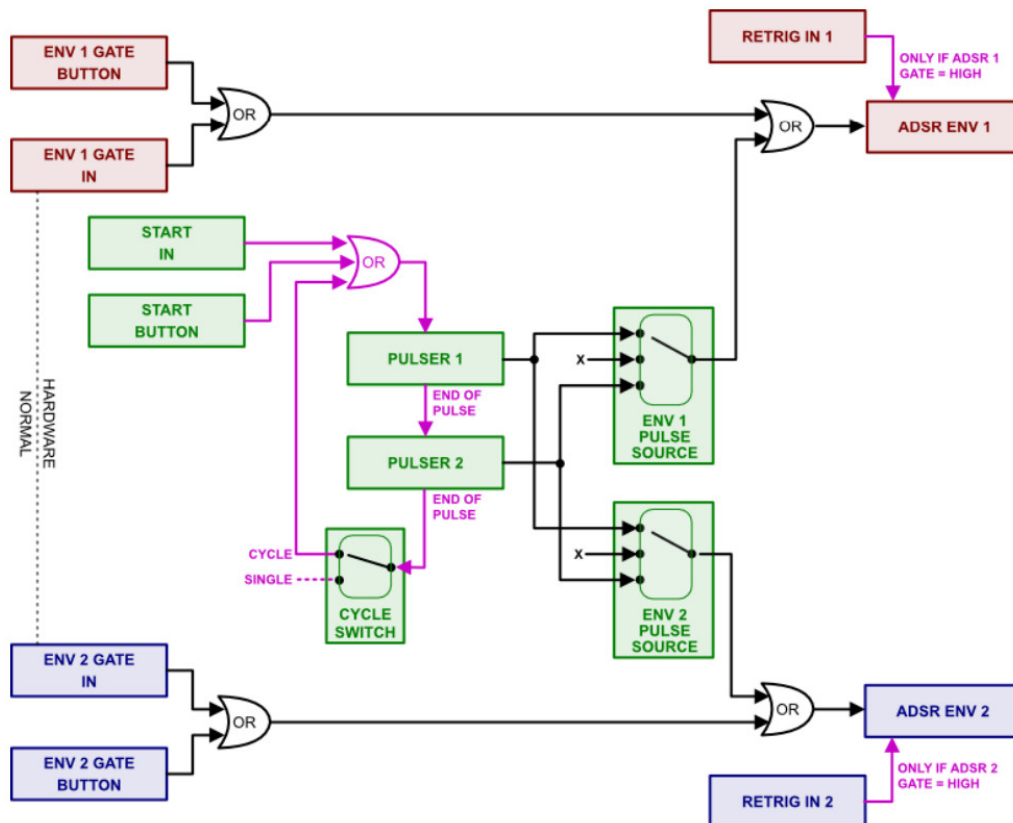 ENV 1 GATE
BUTTON
RETRIG IN 1
ONLY IF ADSR 1
GATE = HIGH
OR
OR
ADSR ENV 1
ENV 1 GATE
IN
START
IN
OR
START
BUTTON
PULSER 1
X
END OF
PULSE
ENV 1
PULSE
SOURCE
HARDWARE
NORMAL
PULSER 2
END OF
PULSE
CYCLE
SINGLE
X
CYCLE
SWITCH
ENV 2
PULSE
SOURCE
ENV 2 GATE
IN
OR
OR
ADSR ENV 2
ENV 2 GATE
BUTTON
ONLY IF ADSR 2
GATE = HIGH
RETRIG IN 2